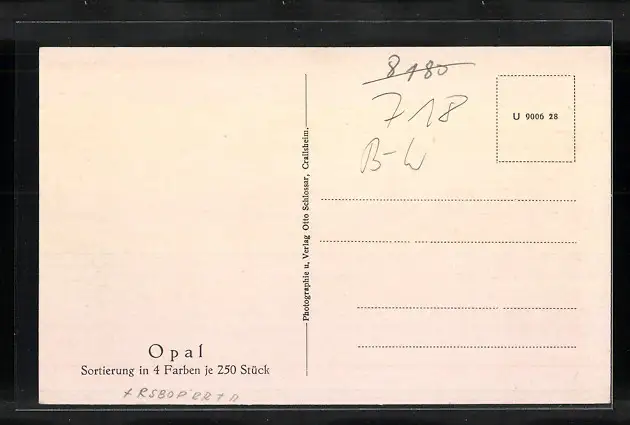 8180
718
B-W
U 9006 28
Photographie u. Verlag Otto Schlossar, Crailsheim.
Opal
Sortierung in 4 Farben je 250 Stück